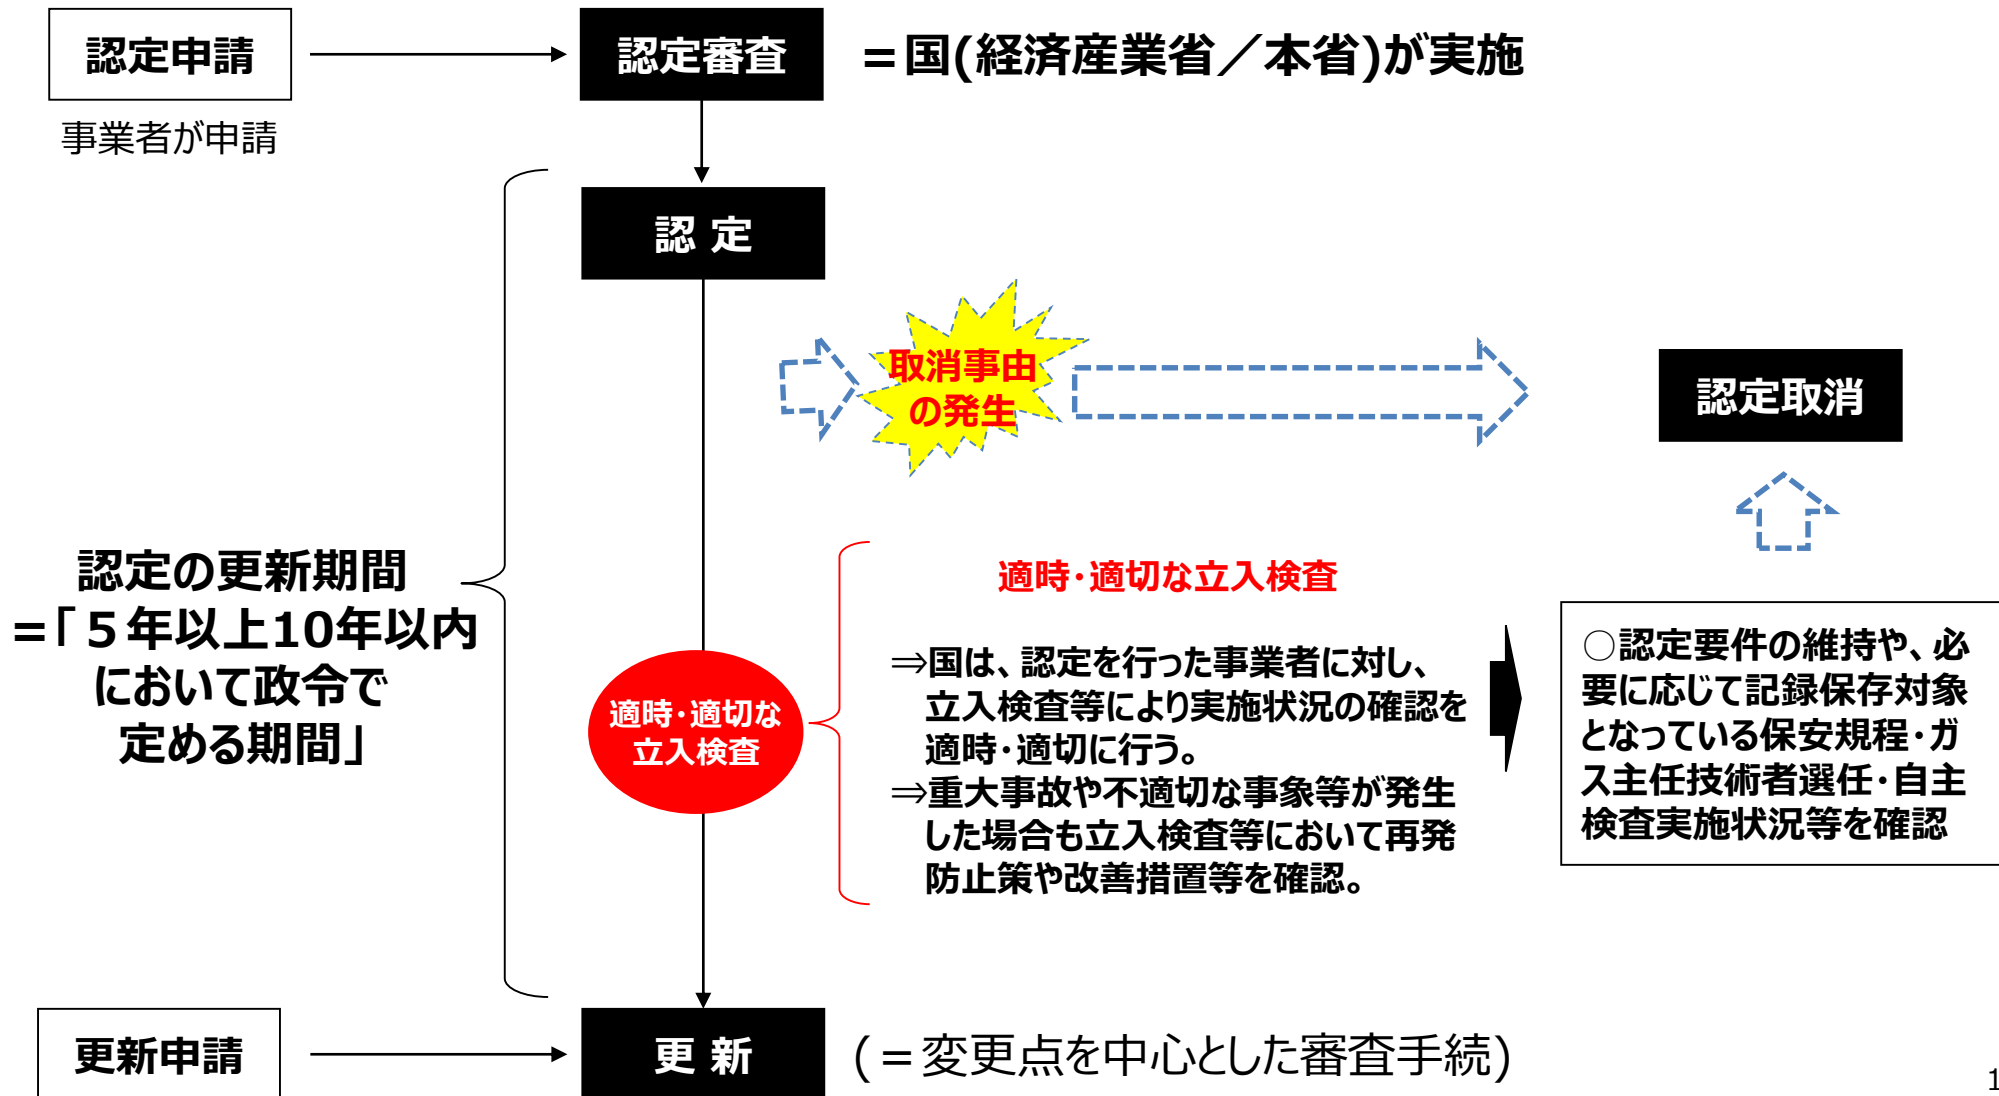 認定申請
認定審査
＝国(経済産業省／本省)が実施
事業者が申請
認 定
取消事由
の発生
認定取消
認定の更新期間
=｢５年以上10年以内
において政令で
定める期間｣
適時･適切な
立入検査
適時･適切な立入検査
⇒国は､認定を行った事業者に対し､
立入検査等により実施状況の確認を
適時･適切に行う。
⇒重大事故や不適切な事象等が発生
した場合も立入検査等において再発
防止策や改善措置等を確認。
○認定要件の維持や､必
要に応じて記録保存対象
となっている保安規程･ガ
ス主任技術者選任･自主
検査実施状況等を確認
更新申請
更 新
(＝変更点を中心とした審査手続)
1